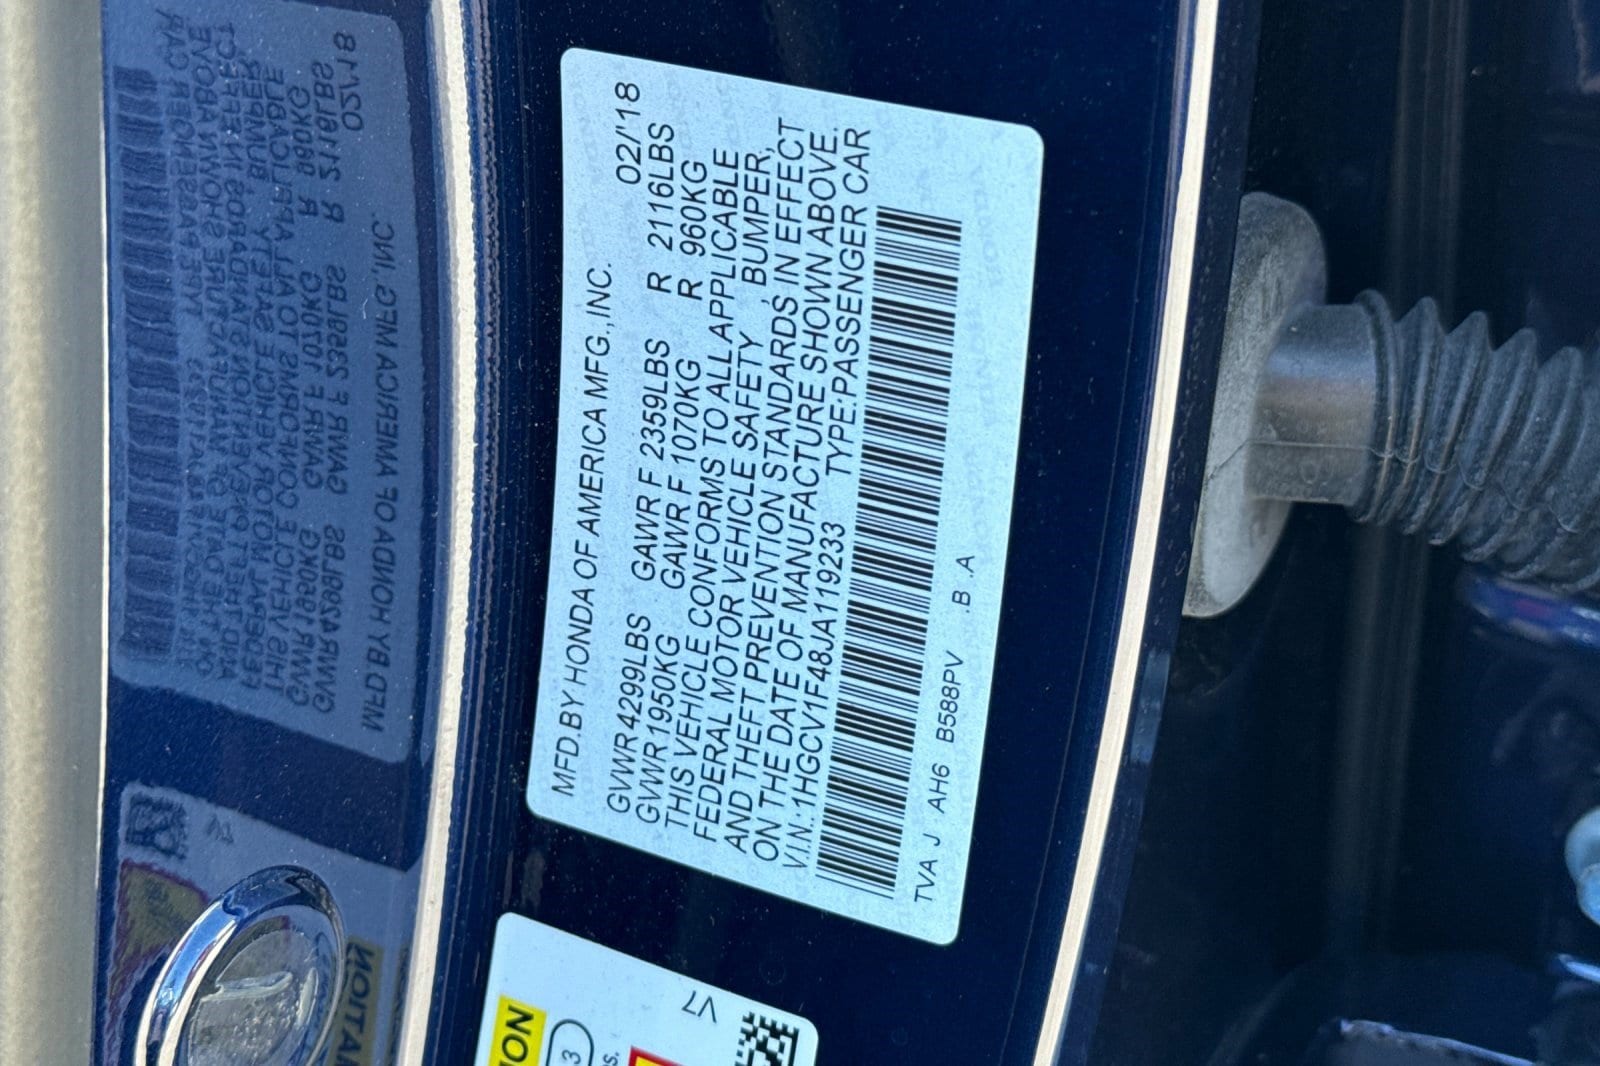 MFD.BY HONDA OF AMERICA MFG.,INC. 02/'18
GVWR 4299LBS GAWR F 2359LBS R 2116LBS
GVWR 1950KG GAWR F 1070KG R 960KG
THIS VEHICLE CONFORMS TO ALL APPLICABLE
FEDERAL MOTOR VEHICLE SAFETY , BUMPER,
AND THEFT PREVENTION STANDARDS IN EFFECT
ON THE DATE OF MANUFACTURE SHOWN ABOVE.
V.I.N.:1HGCV1F48JA119233 TYPE:PASSENGER CAR
TVA J AH6 B588PV .B .A
V7
3